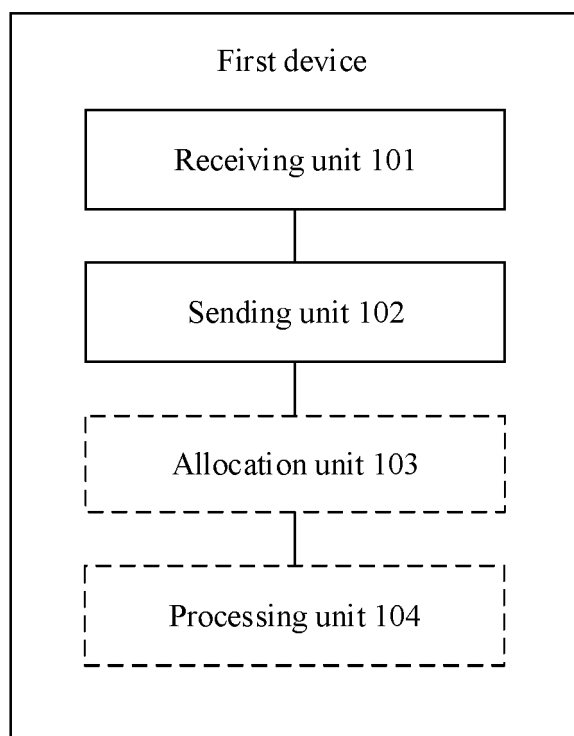 First device
Receiving unit 101
Sending unit 102
Allocation unit 103
Processing unit 104